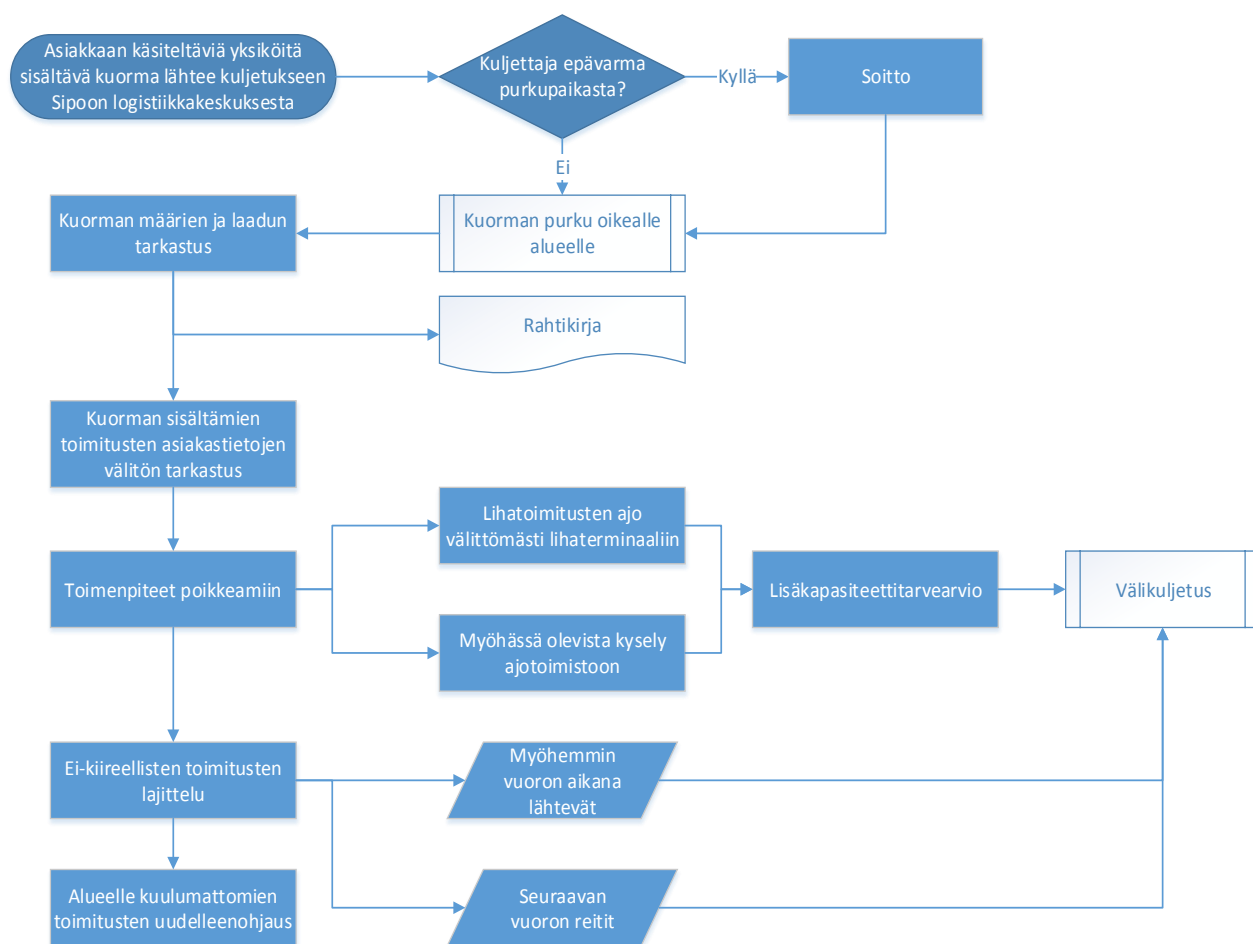 Asiakkaan käsiteltäviä yksiköitä
sisältävä kuorma lähtee kuljetukseen
Sipoon logistiikkakeskuksesta
Kuljettaja epävarma
purkupaikasta?
Kyllä
Soitto
Ei
Kuorman määrien ja laadun
tarkastus
Kuorman purku oikealle
alueelle
Rahtikirja
Kuorman sisältämien
toimitusten asiakastietojen
välitön tarkastus
Lihatoimitusten ajo
välittömästi lihaterminaaliin
Toimenpiteet poikkeamiin
Lisäkapasiteettitarvearvio
Välikuljetus
Myöhässä olevista kysely
ajotoimistoon
Ei-kiireellisten toimitusten
lajittelu
Myöhemmin
vuoron aikana
lähtevät
Alueelle kuulumattomien
toimitusten uudelleenohjaus
Seuraavan
vuoron reitit